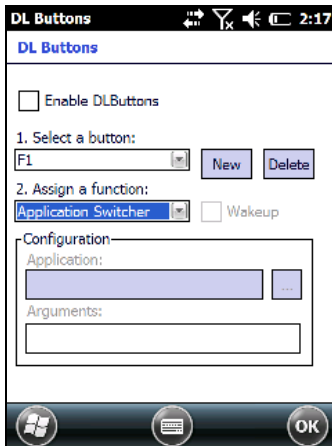 DL Buttons 2:17
DL Buttons
Enable DLButtons
1. Select a button:
F1 New Delete
2. Assign a function:
Application Switcher Wakeup
Configuration
Application:
...
Arguments:
OK